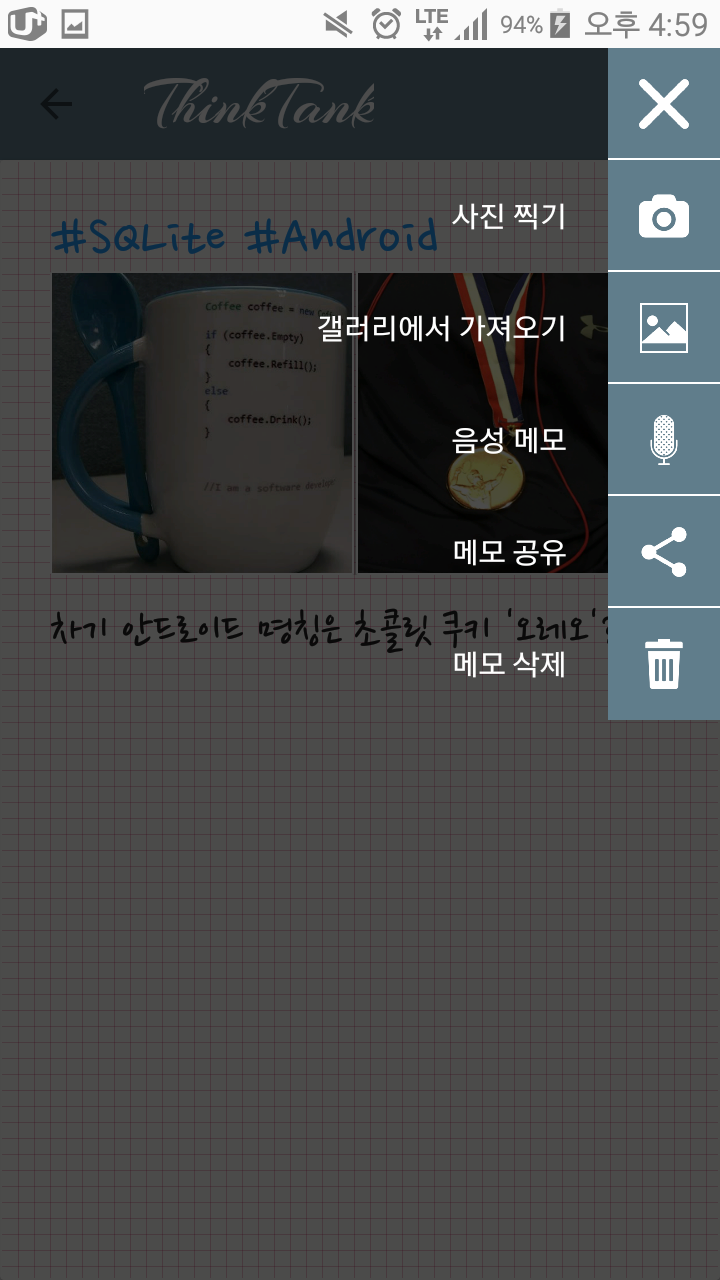 U+ LTE 94% 오후 4:59
ThinkTank
사진 찍기
#SQLite #Android
갤러리에서 가져오기
Coffee coffee = new
if (coffee.Empty)
{
coffee.Refill();
}
else
{
coffee.Drink();
}
//I am a software
음성 메모
메모 공유
차기 안드로이드 명칭은 초콜릿 쿠키 '오레오'?
메모 삭제